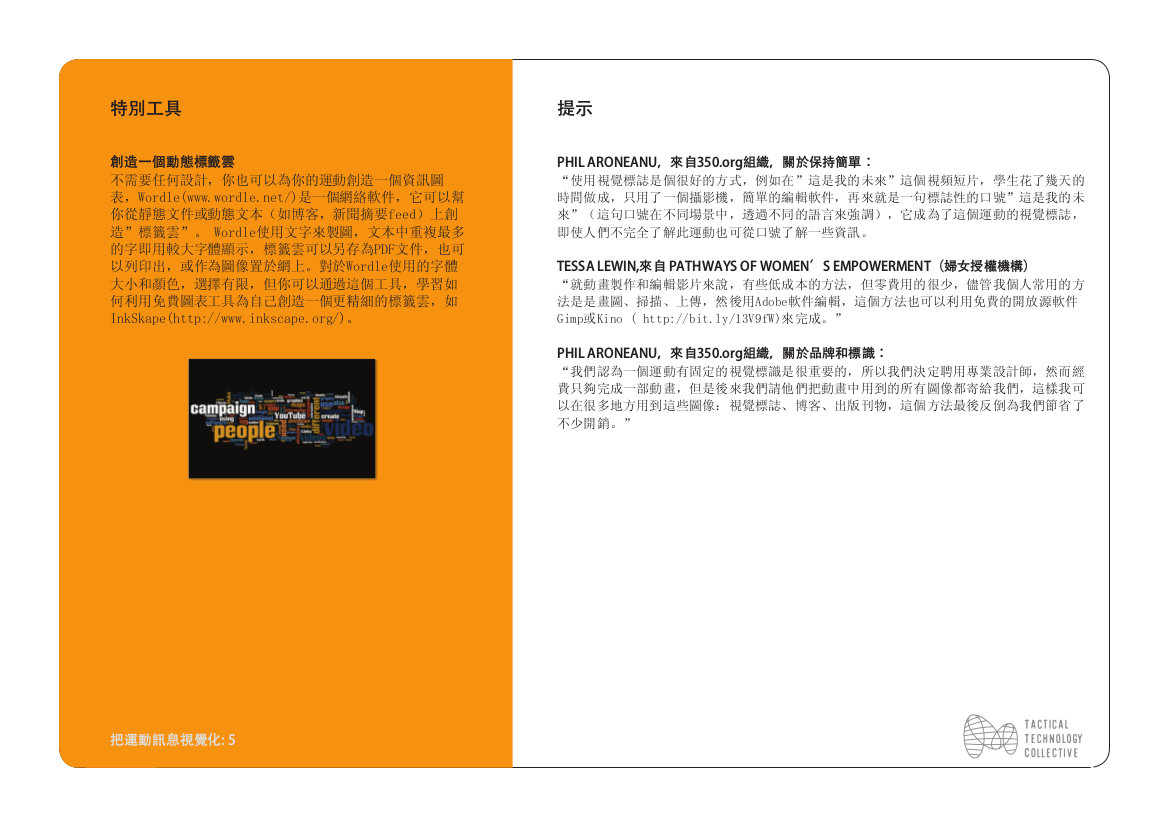 特別工具
創造一個動態標籤雲
不需要任何設計，你也可以為你的運動創造一個資訊圖
表，Wordle(www.wordle.net/)是一個網絡軟件，它可以幫
你從靜態文件或動態文本（如博客，新聞摘要feed）上創
造”標籤雲”。 Wordle使用文字來製圖，文本中重複最多
的字即用較大字體顯示，標籤雲可以另存為PDF文件，也可
以列印出，或作為圖像置於網上。對於Wordle使用的字體
大小和顏色，選擇有限，但你可以通過這個工具，學習如
何利用免費圖表工具為自己創造一個更精細的標籤雲，如
InkSkape(http://www.inkscape.org/)。
campaign
people
YouTube
video
different
create
using
把運動訊息視覺化: 5
提示
PHIL ARONEANU，來自350.org組織，關於保持簡單：
“使用視覺標誌是個很好的方式，例如在”這是我的未來”這個視頻短片，學生花了幾天的
時間做成，只用了一個攝影機，簡單的編輯軟件，再來就是一句標誌性的口號”這是我的未
來”（這句口號在不同場景中，透過不同的語言來強調），它成為了這個運動的視覺標誌，
即使人們不完全了解此運動也可從口號了解一些資訊。
TESSA LEWIN,來自 PATHWAYS OF WOMEN′S EMPOWERMENT（婦女授權機構）
“就動畫製作和編輯影片來說，有些低成本的方法，但零費用的很少，儘管我個人常用的方
法是是畫圖、掃描、上傳，然後用Adobe軟件編輯，這個方法也可以利用免費的開放源軟件
Gimp或Kino ( http://bit.ly/13V9fW)來完成。”
PHIL ARONEANU，來自350.org組織，關於品牌和標識：
“我們認為一個運動有固定的視覺標識是很重要的，所以我們決定聘用專業設計師，然而經
費只夠完成一部動畫，但是後來我們請他們把動畫中用到的所有圖像都寄給我們，這樣我可
以在很多地方用到這些圖像：視覺標誌、博客、出版刊物，這個方法最後反倒為我們節省了
不少開銷。”
TACTICAL
TECHNOLOGY
COLLECTIVE